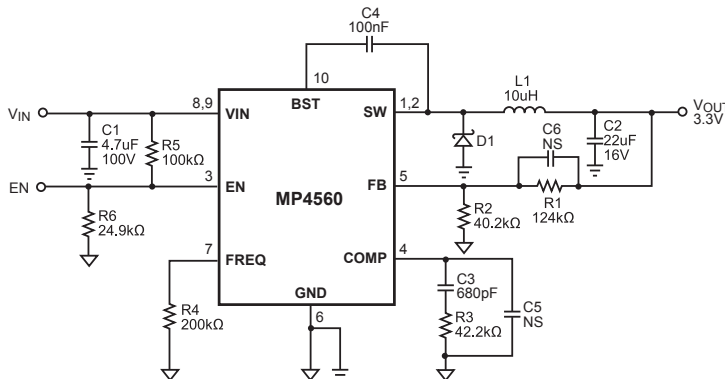 C4
100nF
10
BST
8,9
VIN
SW
1,2
L1
10uH
VIN
VOUT
3.3V
C1
4.7uF
100V
R5
100kΩ
D1
C6
NS
C2
22uF
16V
EN
3
EN
MP4560
FB
5
R1
124kΩ
R6
24.9kΩ
R2
40.2kΩ
7
FREQ
COMP
4
C3
680pF
C5
NS
R4
200kΩ
GND
6
R3
42.2kΩ